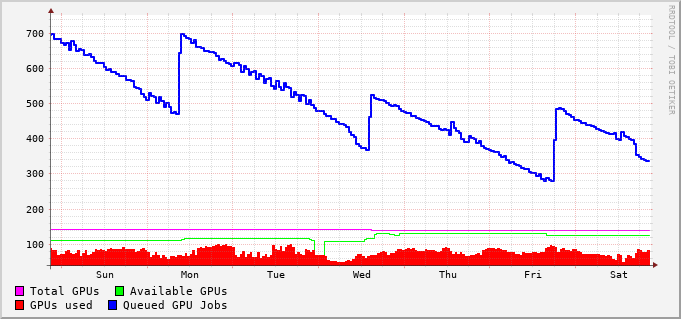 RRDTOOL / TOBI OETIKER
700
600
500
400
300
200
100
Sun Mon Tue Wed Thu Fri Sat
Total GPUs Available GPUs
GPUs used Queued GPU Jobs